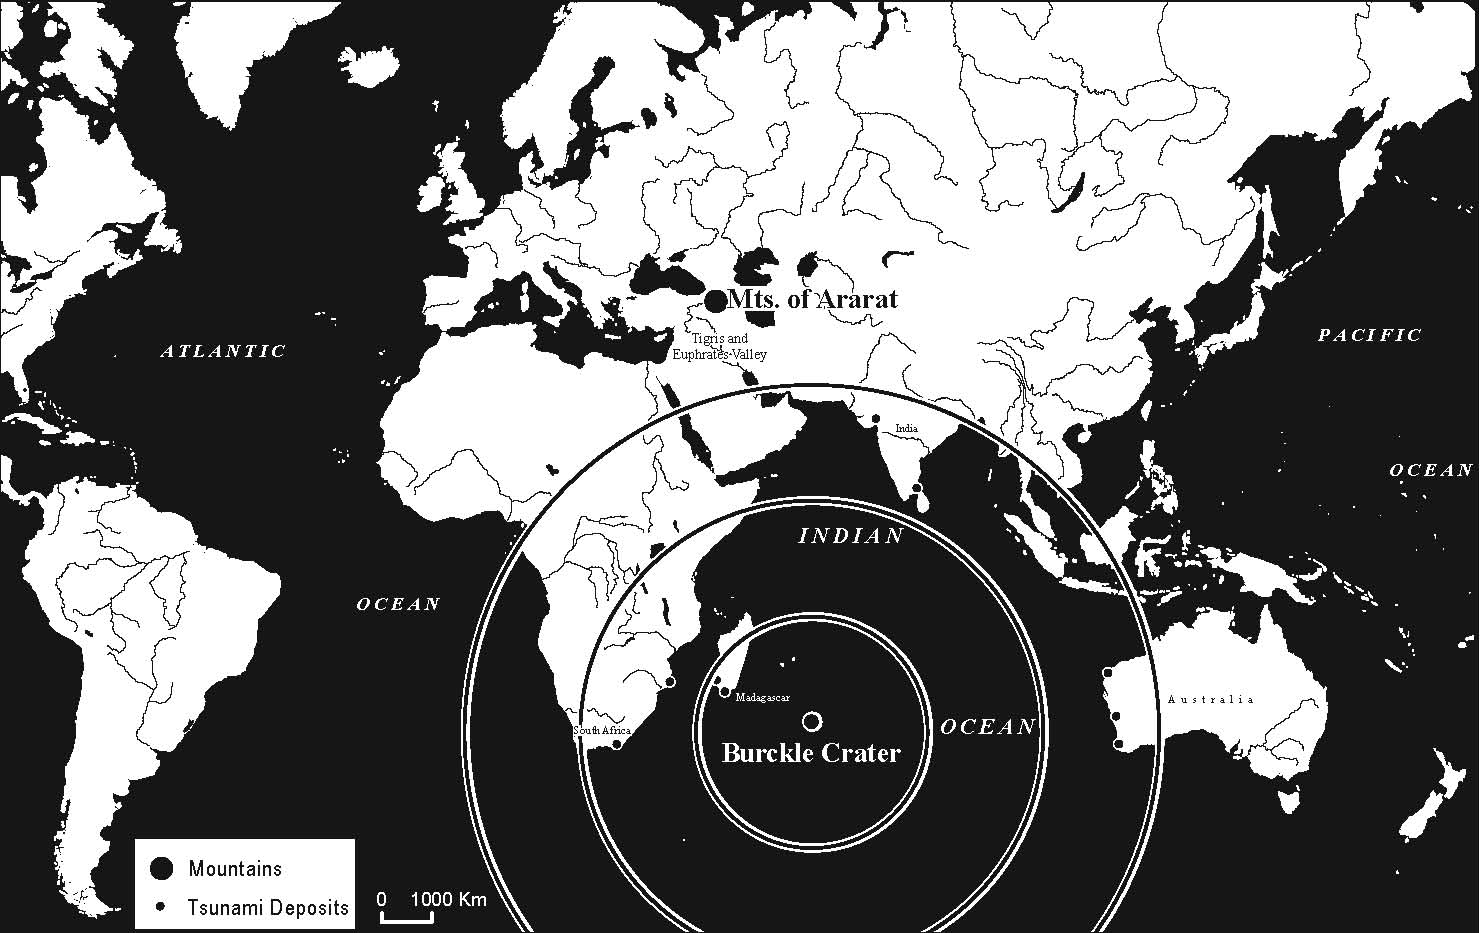 Mts. of Ararat
Tigris and
Euphrates-Valley
ATLANTIC
PACIFIC
India
OCEAN
INDIAN
OCEAN
Madagascar
Australia
OCEAN
South Africa
Burckle Crater
Mountains
Tsunami Deposits
0 1000 Km